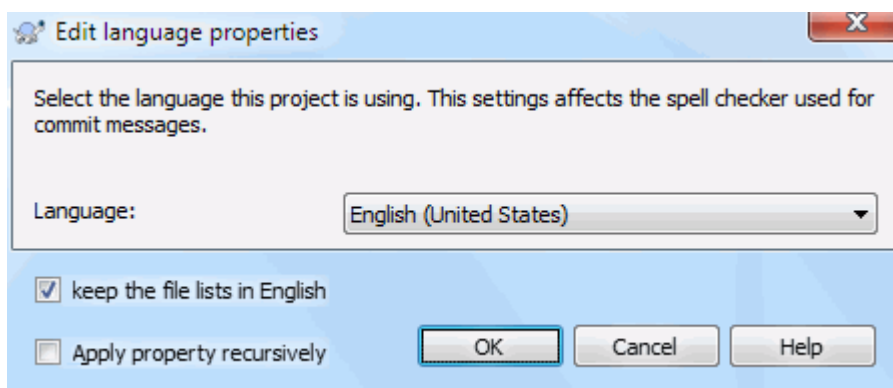 Edit language properties
Select the language this project is using. This settings affects the spell checker used for
commit messages.
Language:
English (United States)
keep the file lists in English
Apply property recursively
OK
Cancel
Help